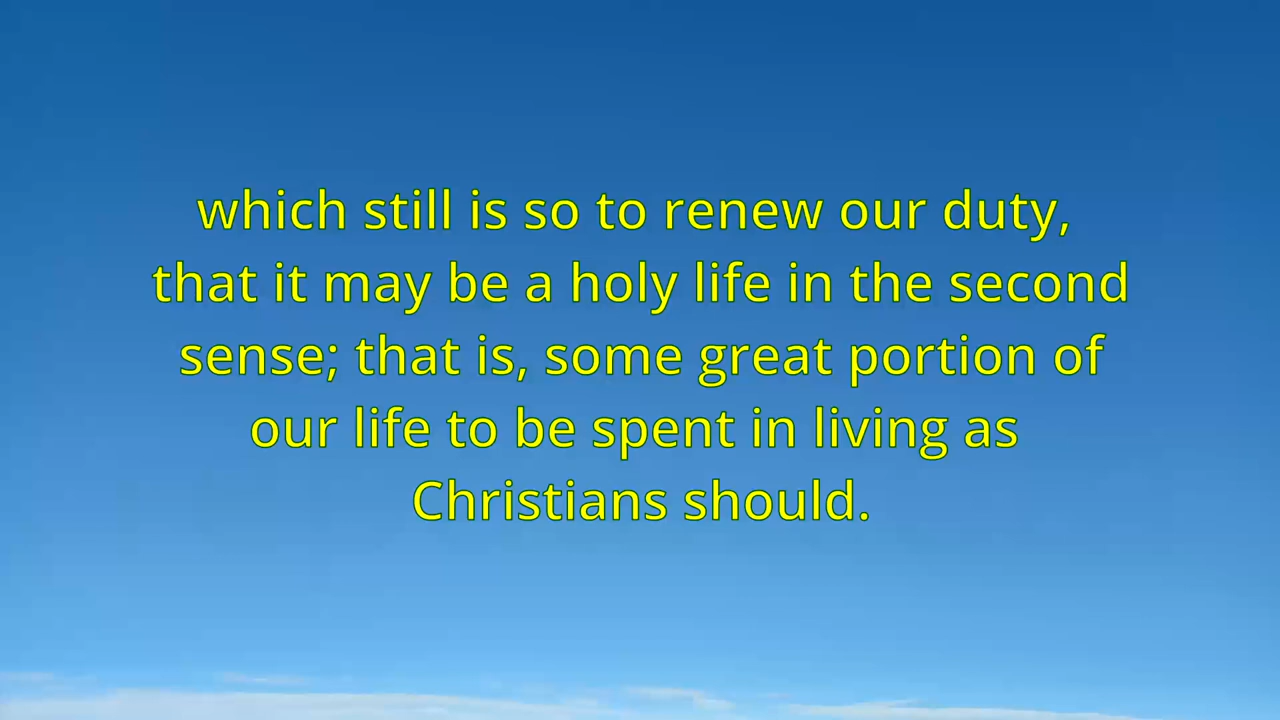 which still is so to renew our duty,
that it may be a holy life in the second
sense; that is, some great portion of
our life to be spent in living as
Christians should.